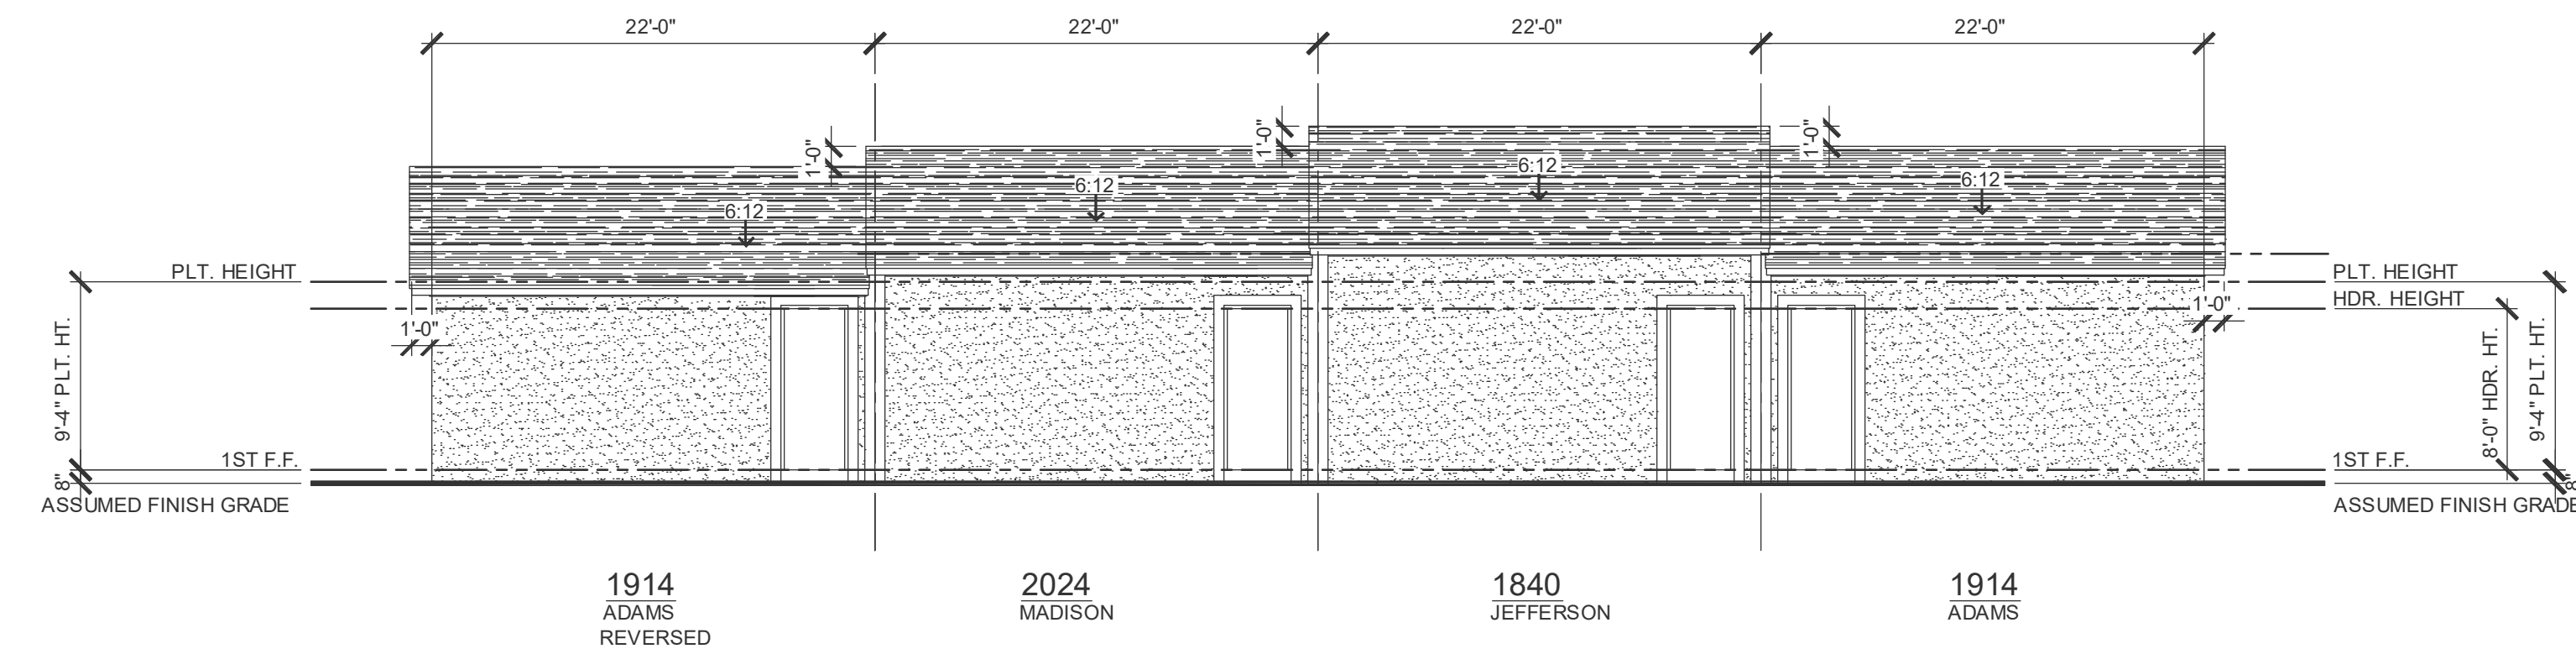 22'-0" 22'-0" 22'-0" 22'-0"
1'-0" 1'-0" 1'-0"
6:12 6:12 6:12 6:12
PLT. HEIGHT PLT. HEIGHT
HDR. HEIGHT
1'-0" 1'-0"
9'-4" PLT. HT. 8'-0" HDR. HT. 9'-4" PLT. HT.
1ST F.F. 1ST F.F.
8" 8"
ASSUMED FINISH GRADE ASSUMED FINISH GRADE
1914 2024 1840 1914
ADAMS MADISON JEFFERSON ADAMS
REVERSED